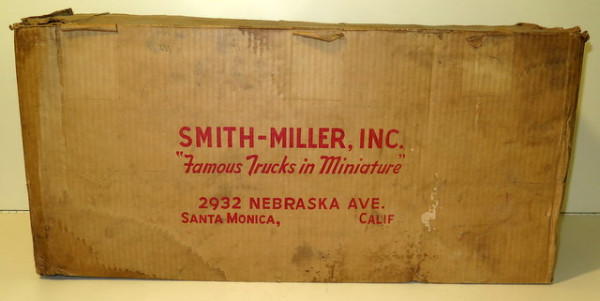 SMITH-MILLER, INC.
"Famous Trucks in Miniature"
2932 NEBRASKA AVE.
SANTA MONICA, CALIF